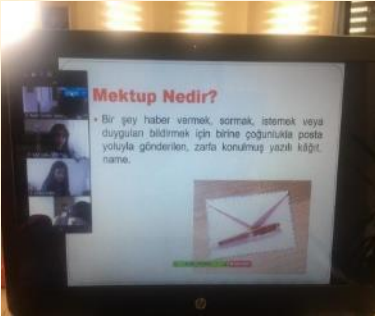 Mektup Nedir?
• Bir şey haber vermek, sormak, istemek veya
duyguları bildirmek için birine çoğunlukla posta
yoluyla gönderilen, zarfa konulmuş yazılı kâğıt,
name.
hp